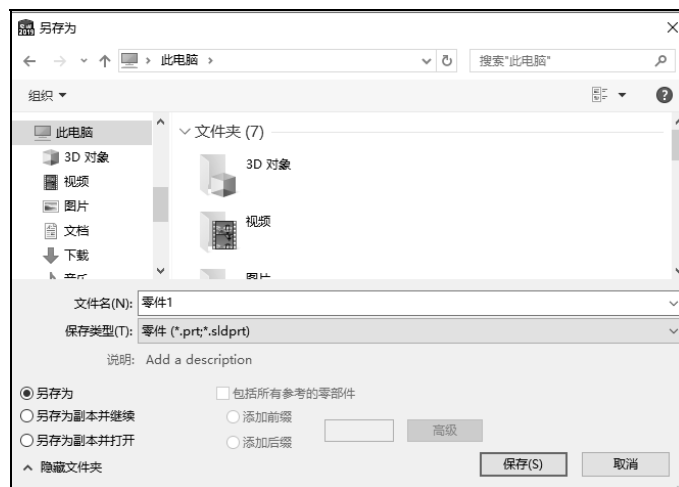 另存为
此电脑
搜索"此电脑"
组织
此电脑
3D 对象
视频
图片
文档
下载
音乐
文件夹 (7)
3D 对象
视频
图片
文件名(N): 零件1
保存类型(T): 零件 (*.prt;*.sldprt)
说明: Add a description
另存为
另存为副本并继续
另存为副本并打开
包括所有参考的零部件
添加前缀
添加后缀
高级
隐藏文件夹
保存(S)
取消